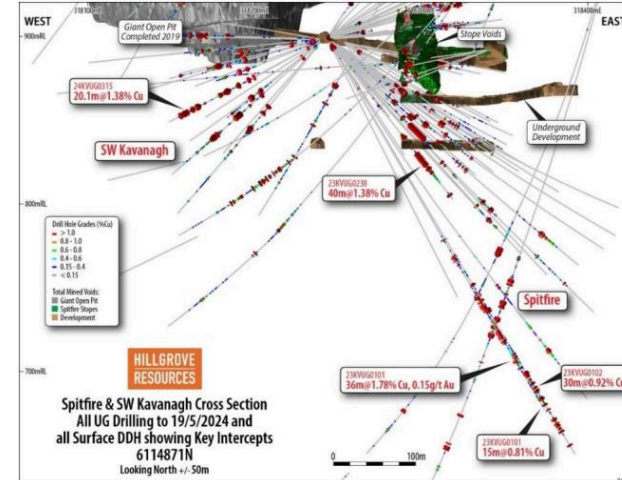 WEST
318100mE
318200mE
318400mE
EAST
Giant Open Pit
Completed 2019
Stope Voids
900mRL
24KVUG0315
20.1m@1.38% Cu
Underground
Development
SW Kavanagh
23KVUG0238
40m@1.38% Cu
800mRL
Drill Hole Grades (%Cu)
> 1.0
0.8 - 1.0
0.6 - 0.8
0.4 - 0.6
0.15 - 0.4
< 0.15
Total Mined Voids:
Giant Open Pit
Spitfire Stopes
Development
Spitfire
700mRL
HILLGROVE
RESOURCES
23KVUG0101
36m@1.78% Cu, 0.15g/t Au
23KVUG0102
30m@0.92% Cu
Spitfire & SW Kavanagh Cross Section
All UG Drilling to 19/5/2024 and
all Surface DDH showing Key Intercepts
6114871N
Looking North +/- 50m
23KVUG0101
15m@0.81% Cu
0
100m